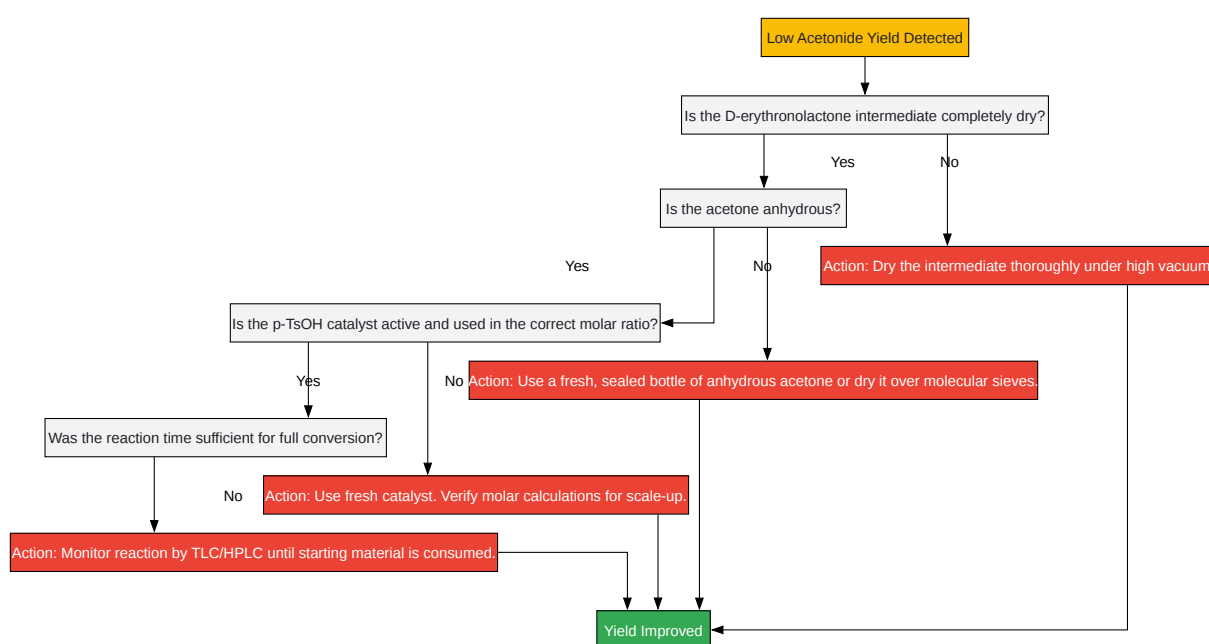 Low Acetonide Yield Detected
Is the D-erythronolactone intermediate completely dry?
Yes
No
Is the acetone anhydrous?
Yes
No
Action: Dry the intermediate thoroughly under high vacuum
Is the p-TsOH catalyst active and used in the correct molar ratio?
Yes
No
Action: Use a fresh, sealed bottle of anhydrous acetone or dry it over molecular sieves.
Was the reaction time sufficient for full conversion?
No
Action: Use fresh catalyst. Verify molar calculations for scale-up.
Action: Monitor reaction by TLC/HPLC until starting material is consumed.
Yield Improved